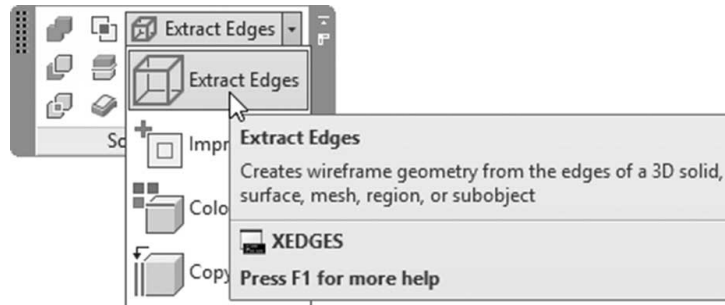 Extract Edges
Extract Edges
Extract Edges
Creates wireframe geometry from the edges of a 3D solid,
surface, mesh, region, or subobject
XEDGES
Press F1 for more help
Copy